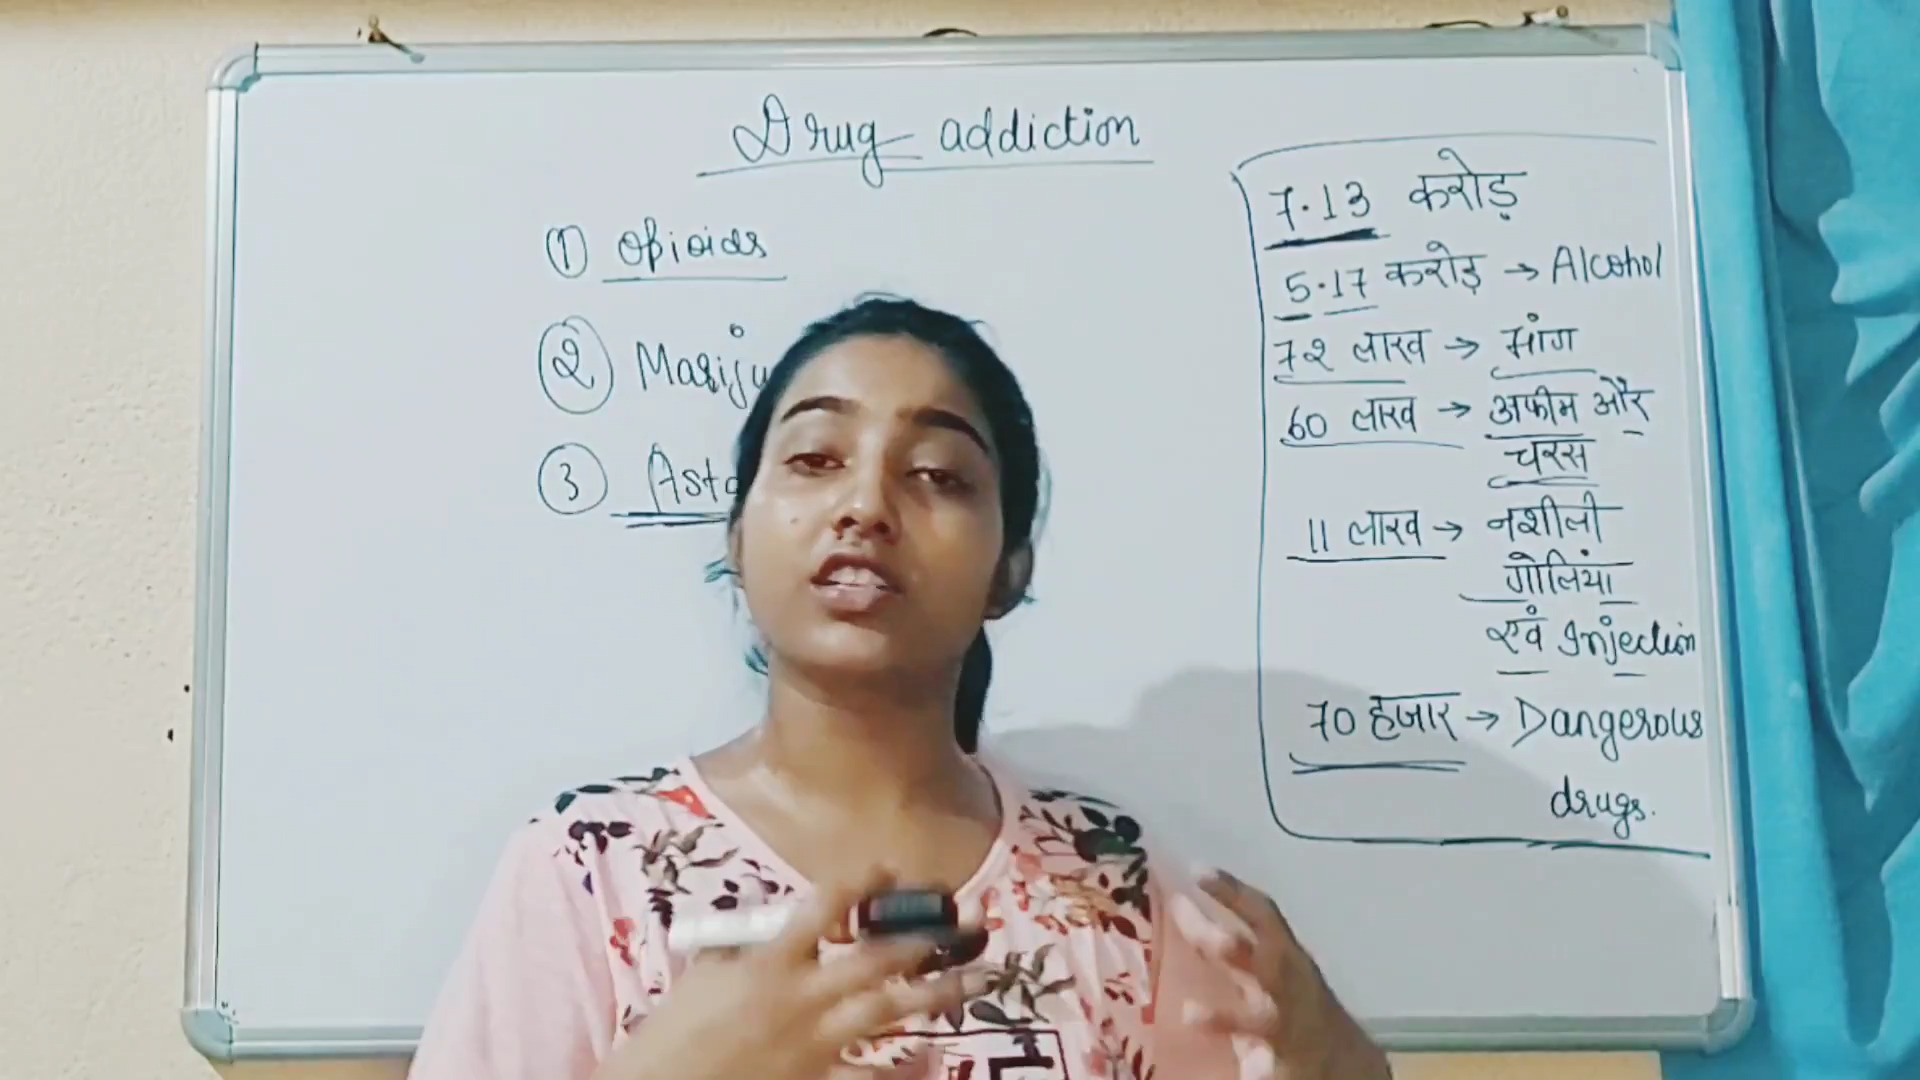 Drug addiction
① Opioids
② Mariju
③ Asta
7.13 करोड़
5.17 करोड़ → Alcohol
72 लाख → भांग
60 लाख → अफीम और
चरस
11 लाख → नशीली
गोलियां
एवं Injection
70 हजार → Dangerous
drugs.